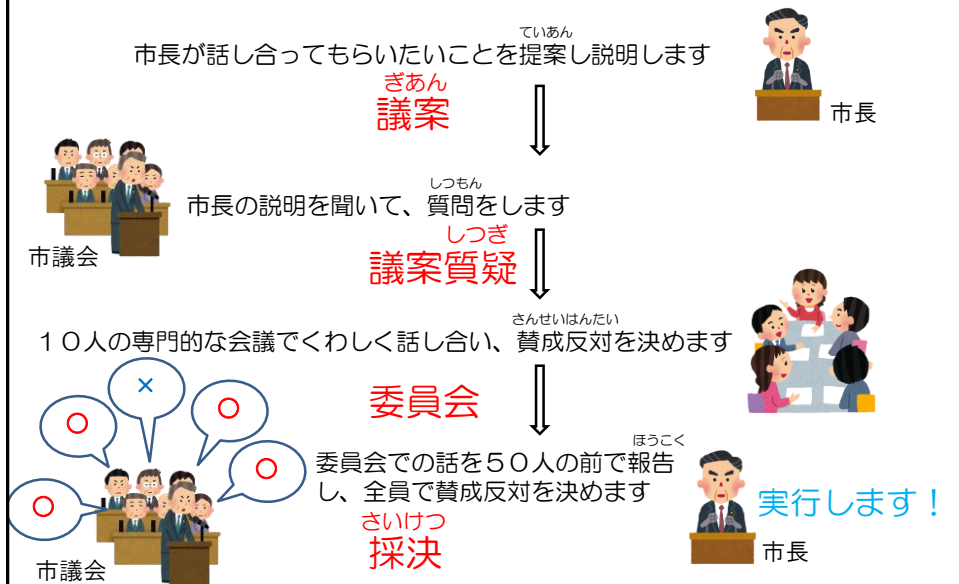 ていあん
市長が話し合ってもらいたいことを提案し説明します
ぎあん
議案
市長
しつもん
市長の説明を聞いて、質問をします
市議会
しつぎ
議案質疑
さんせいはんたい
１０人の専門的な会議でくわしく話し合い、賛成反対を決めます
×
〇
〇
委員会
ほうこく
委員会での話を５０人の前で報告
し、全員で賛成反対を決めます
〇
〇
実行します！
さいけつ
採決
市長
市議会